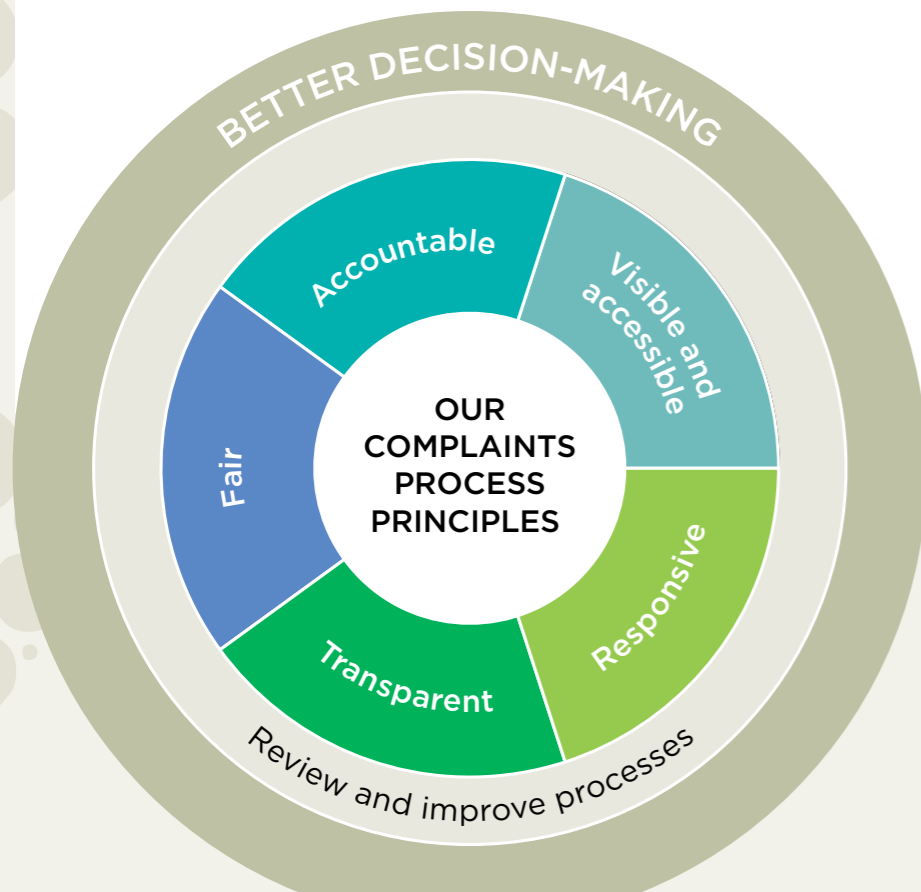 BETTER DECISION-MAKING
Accountable
Visible and
accessible
Fair
OUR
COMPLAINTS
PROCESS
PRINCIPLES
Responsive
Transparent
Review and improve processes